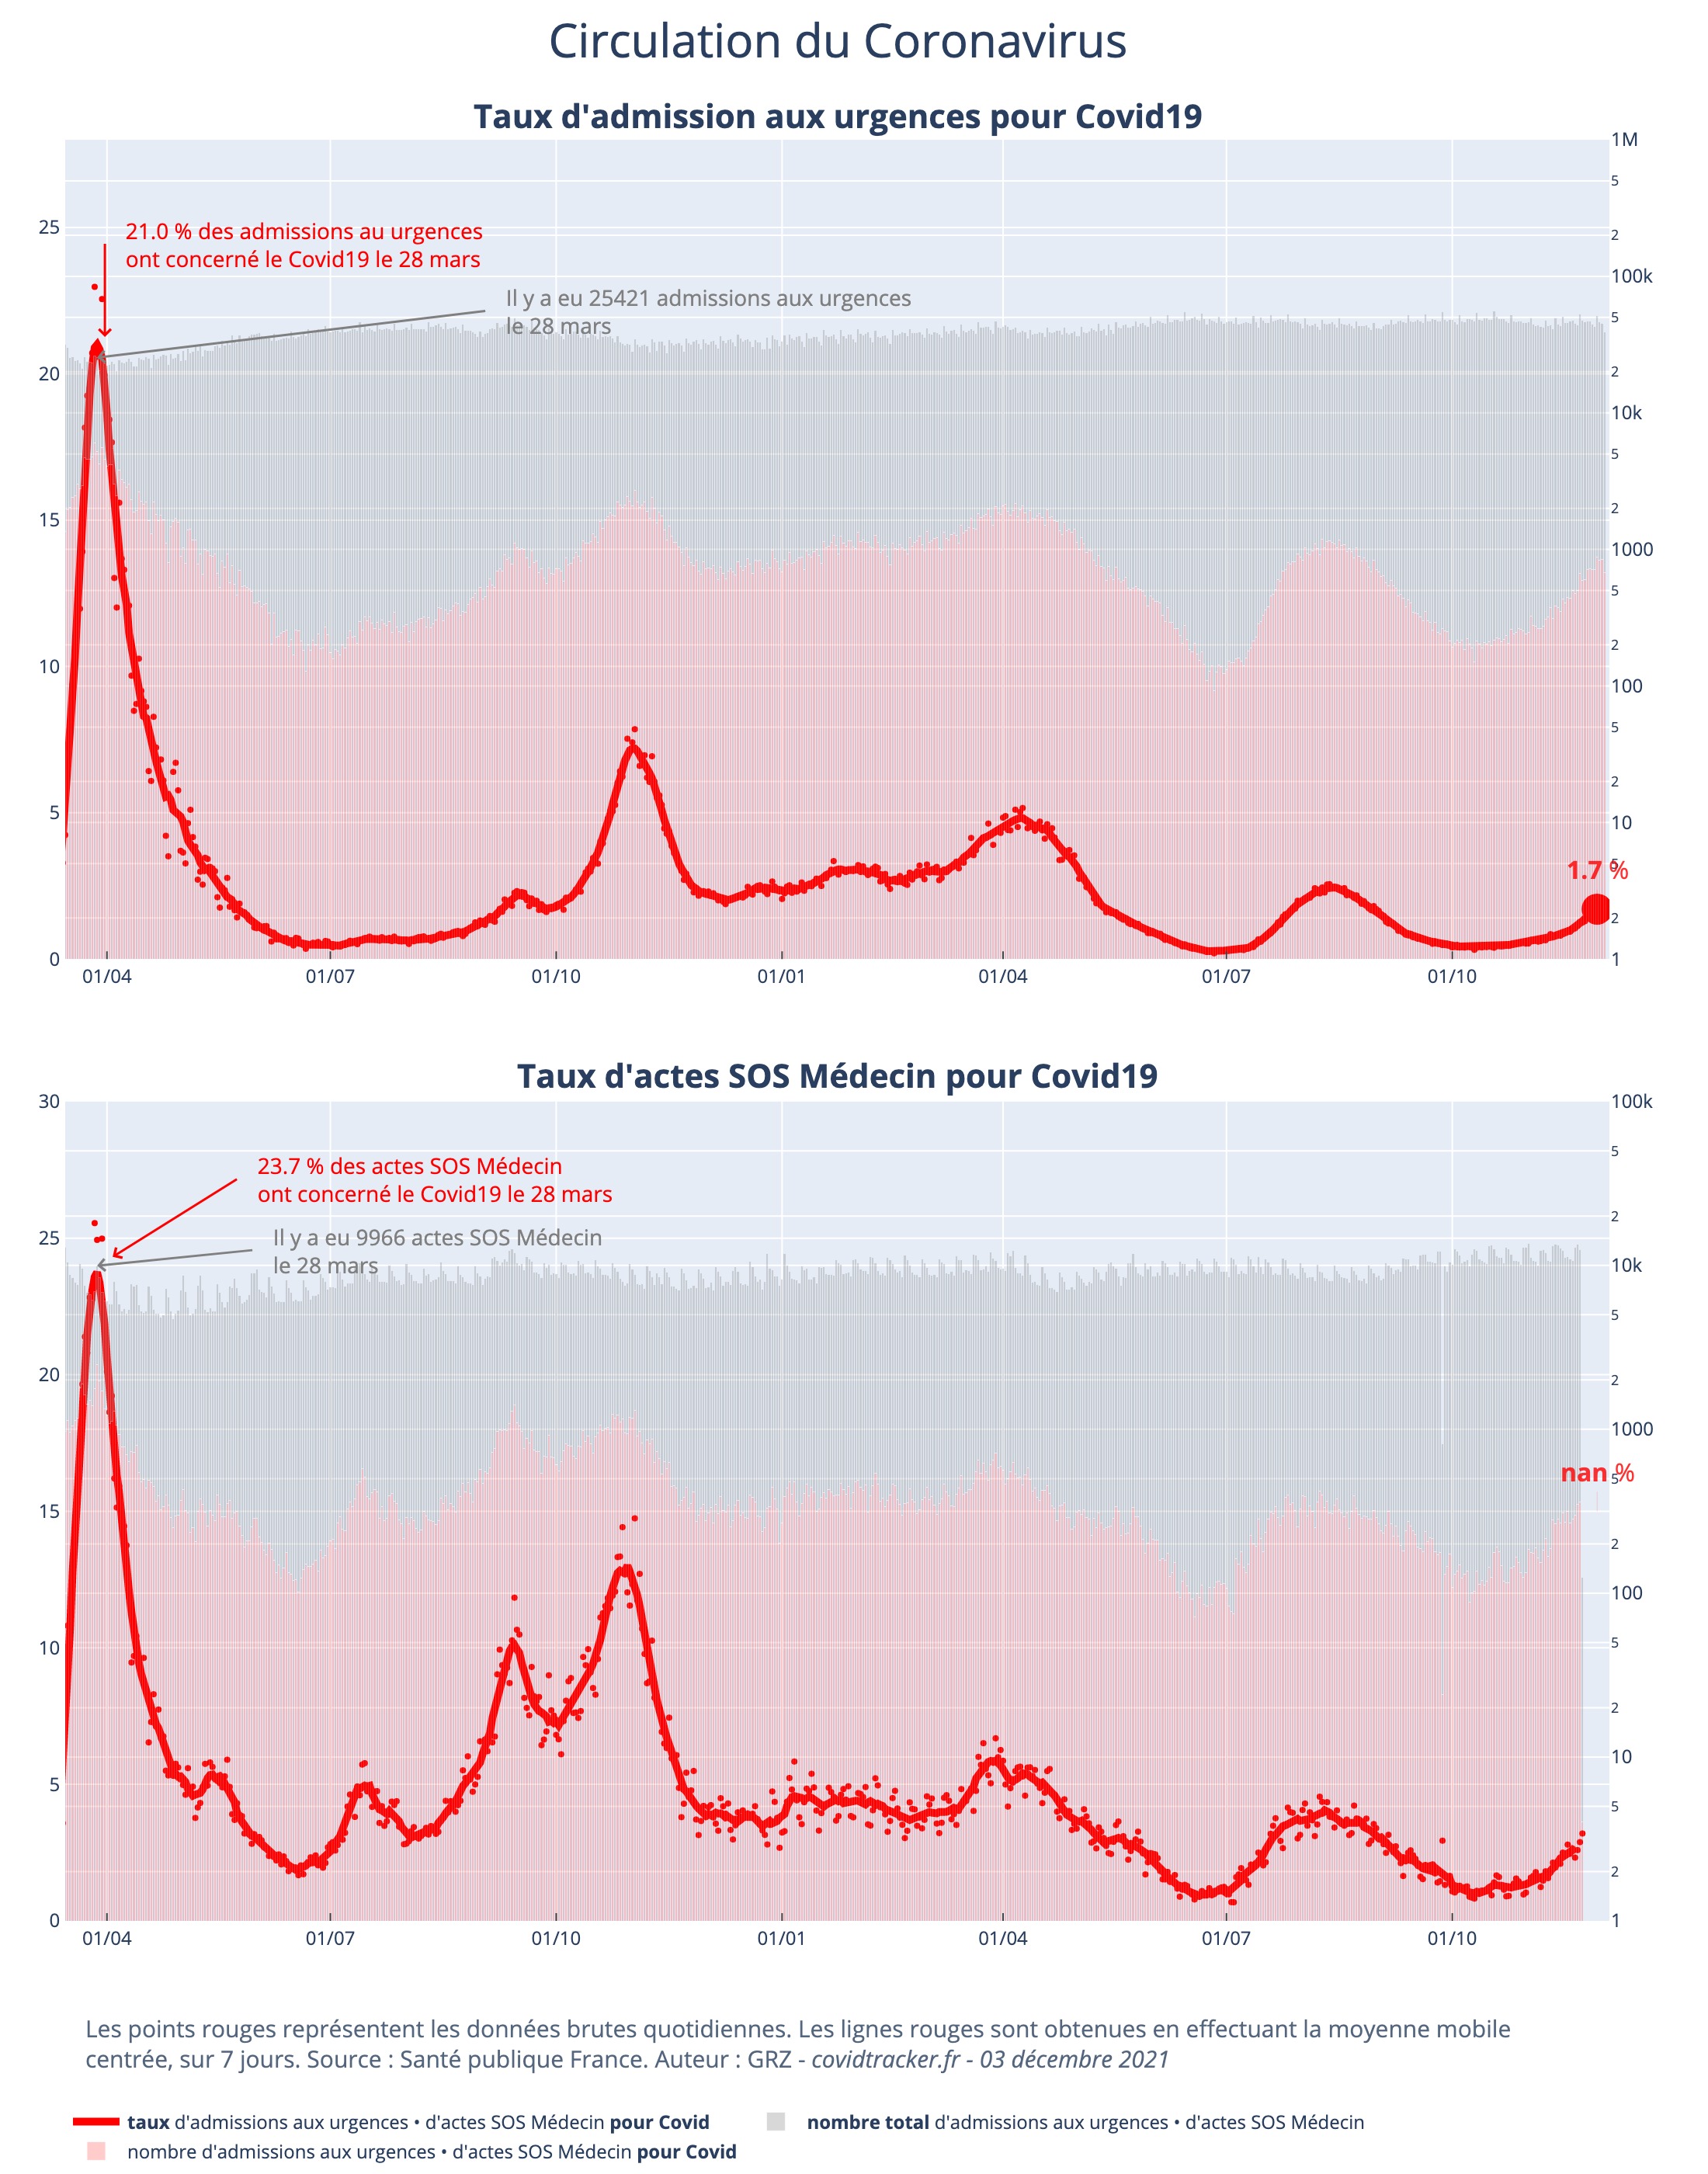 Circulation du Coronavirus
Taux d'admission aux urgences pour Covid19
1M
5
25
21.0 % des admissions au urgences
2
ont concerné le Covid19 le 28 mars
100k
Il y a eu 25421 admissions aux urgences
5
le 28 mars
20
2
10k
5
15
2
1000
5
10
2
100
5
2
5
10
5
1.7 %
2
0
1
01/04
01/07
01/10
01/01
01/04
01/07
01/10
Taux d'actes SOS Médecin pour Covid19
30
100k
5
23.7 % des actes SOS Médecin
ont concerné le Covid19 le 28 mars
2
25
Il y a eu 9966 actes SOS Médecin
le 28 mars
10k
5
20
2
1000
nan %
5
15
2
100
10
5
2
5
10
5
2
0
1
01/04
01/07
01/10
01/01
01/04
01/07
01/10
Les points rouges représentent les données brutes quotidiennes. Les lignes rouges sont obtenues en effectuant la moyenne mobile
centrée, sur 7 jours. Source : Santé publique France. Auteur : GRZ - covidtracker.fr - 03 décembre 2021
taux d'admissions aux urgences • d'actes SOS Médecin pour Covid
nombre total d'admissions aux urgences • d'actes SOS Médecin
nombre d'admissions aux urgences • d'actes SOS Médecin pour Covid